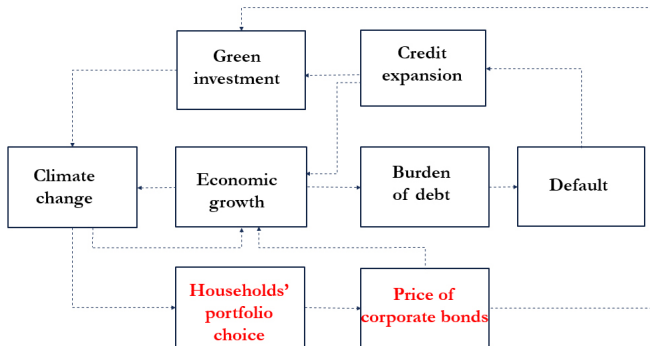 Green
investment
Credit
expansion
Climate
change
Economic
growth
Burden
of debt
Default
Households'
portfolio
choice
Price of
corporate bonds